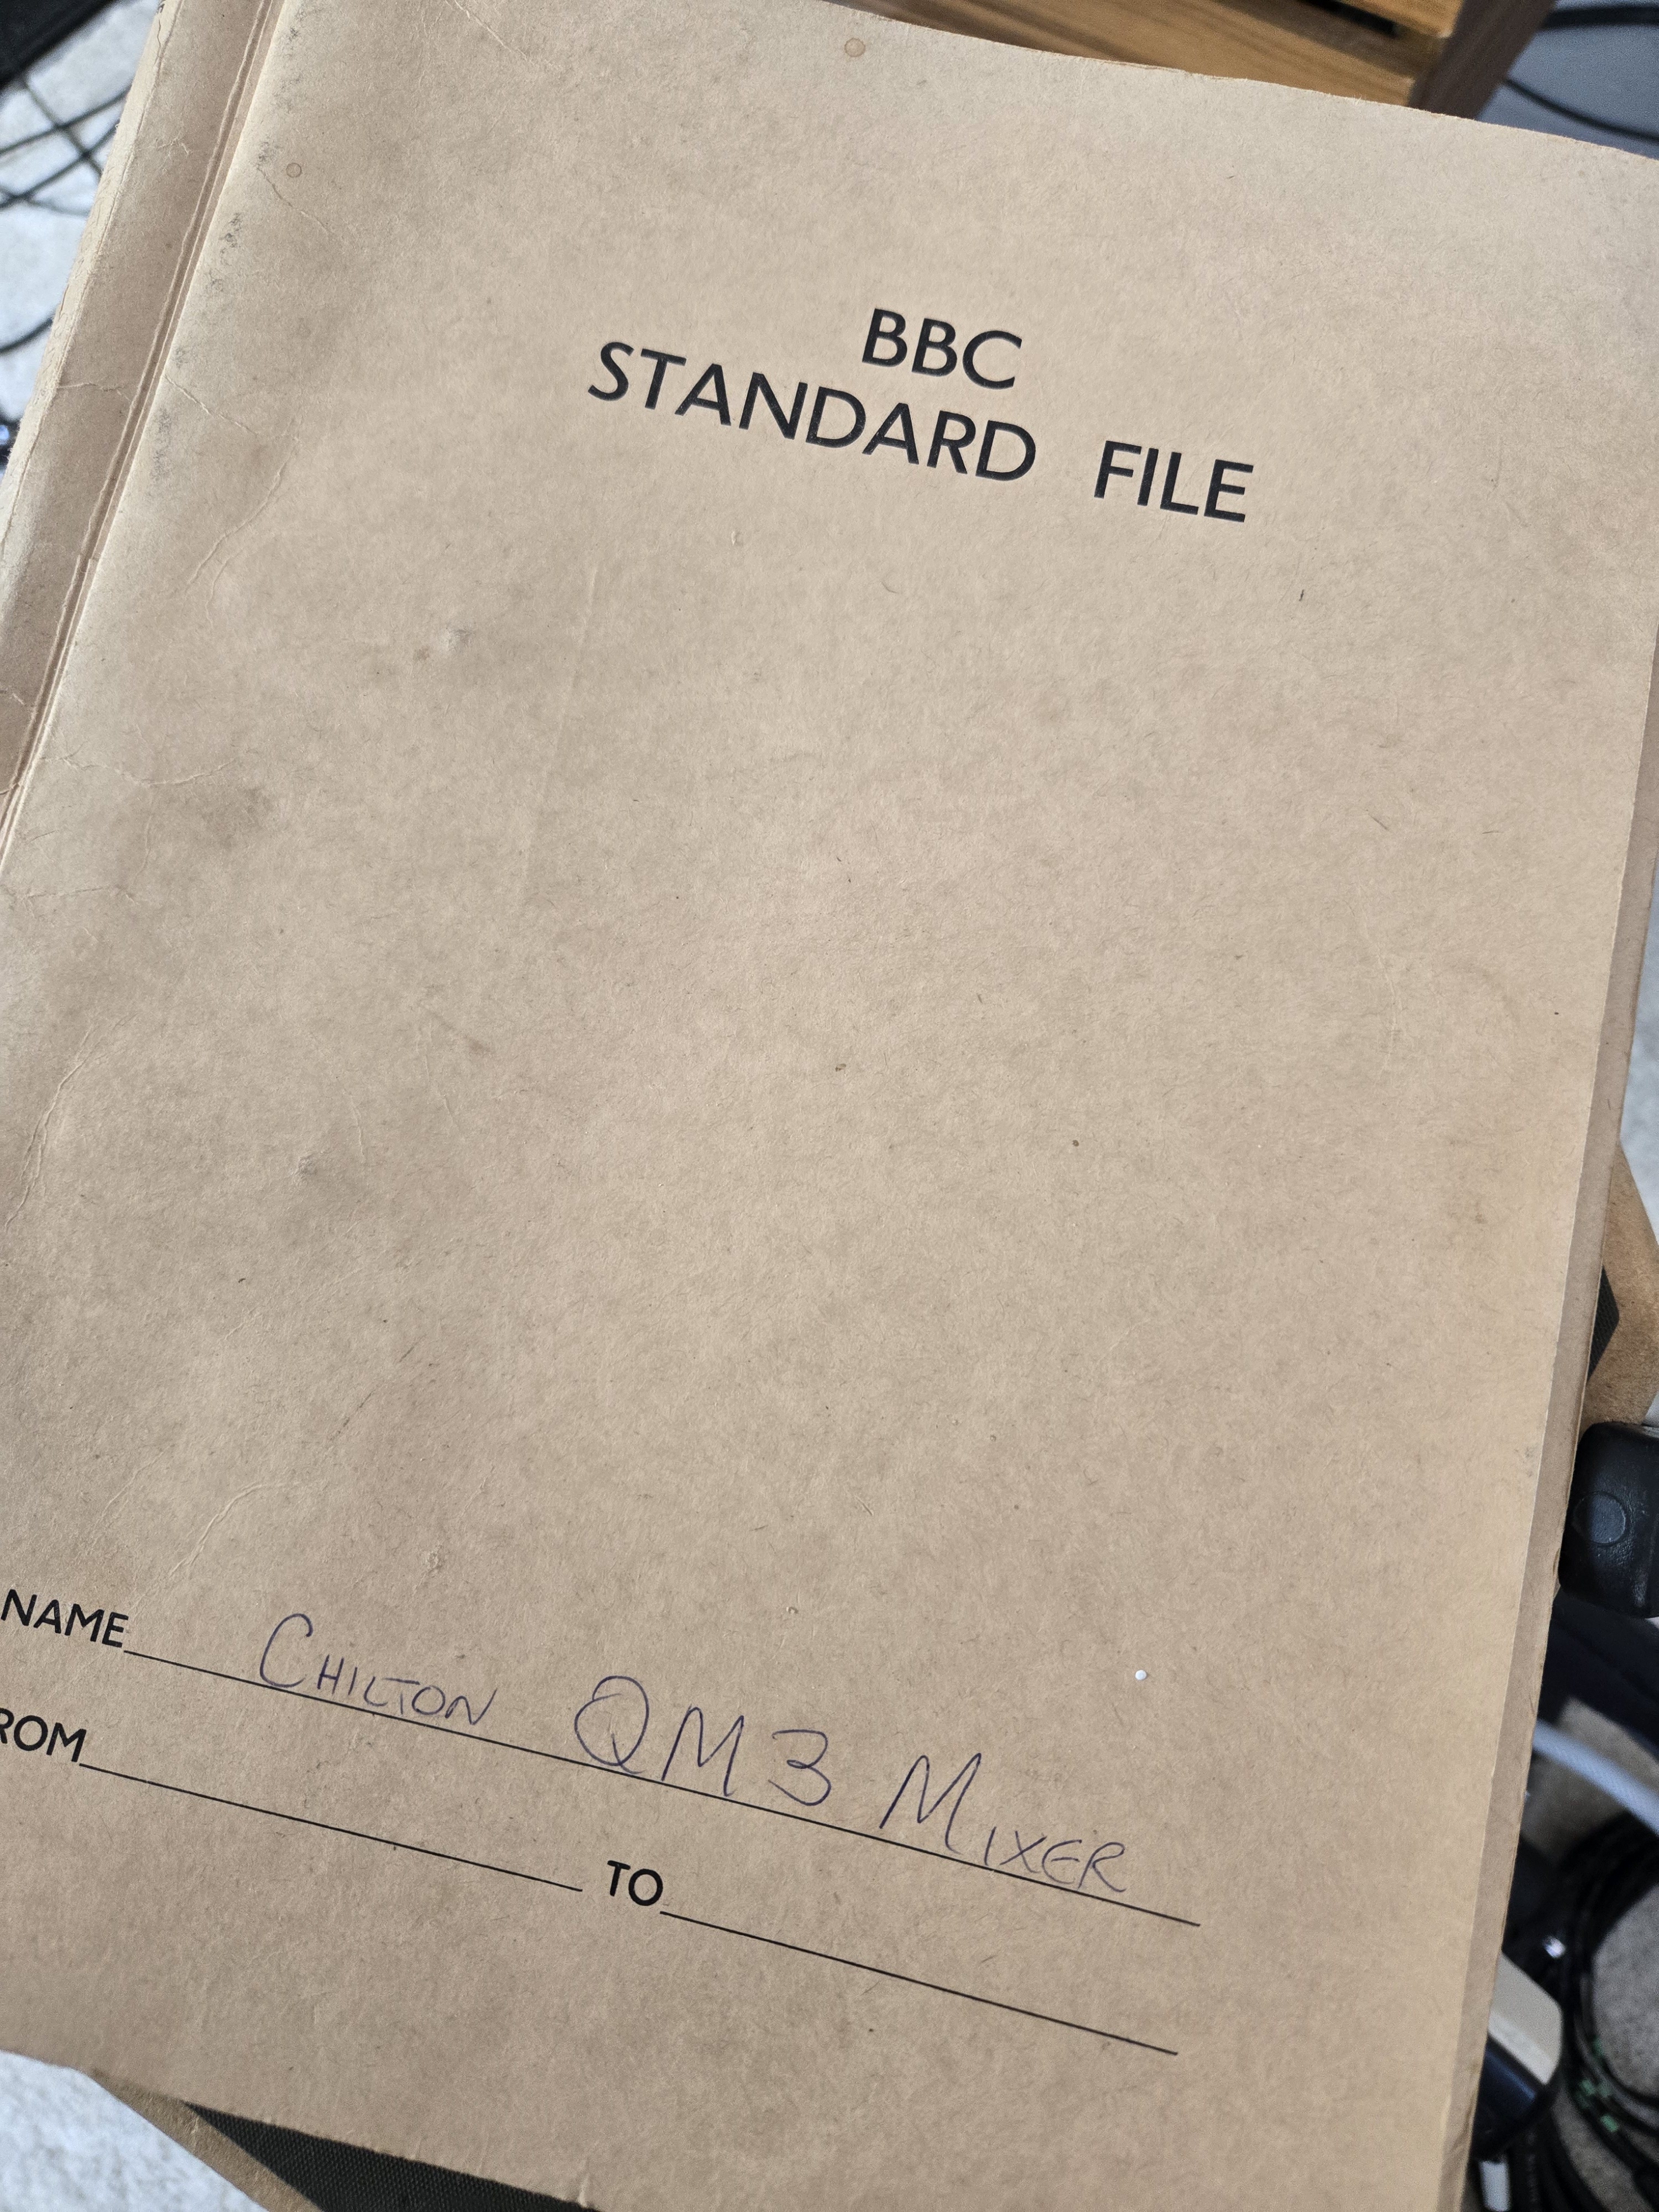 BBC
STANDARD FILE
NAME CHILTON QM3 MIXER
ROM TO